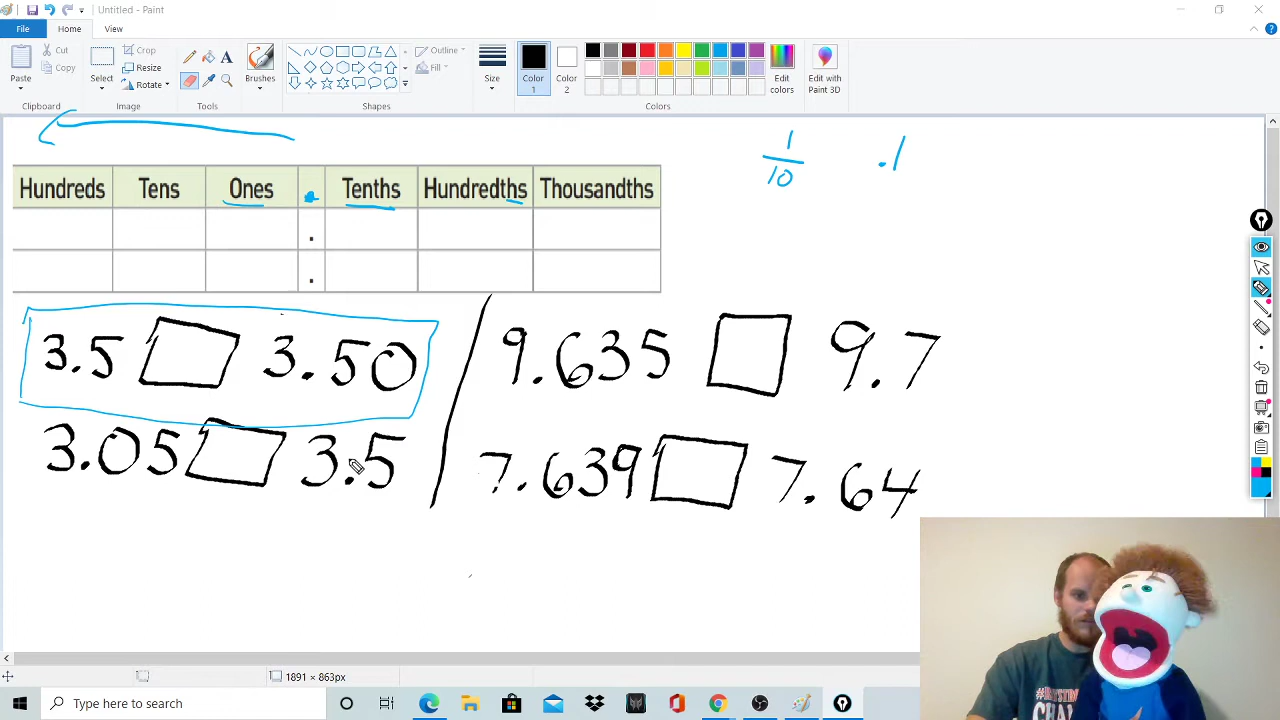 Untitled - Paint
File Home View
Paste Cut Copy Select Crop Resize Rotate Brushes Outline Fill Size Color 1 Color 2 Edit colors Edit with Paint 3D
Clipboard Image Tools Shapes Colors
1/10 .1
Hundreds Tens Ones . Tenths Hundredths Thousandths
.
.
3.5 3.50 9.635 9.7
3.05 3.5 7.639 7.64
1891 × 863px
Type here to search